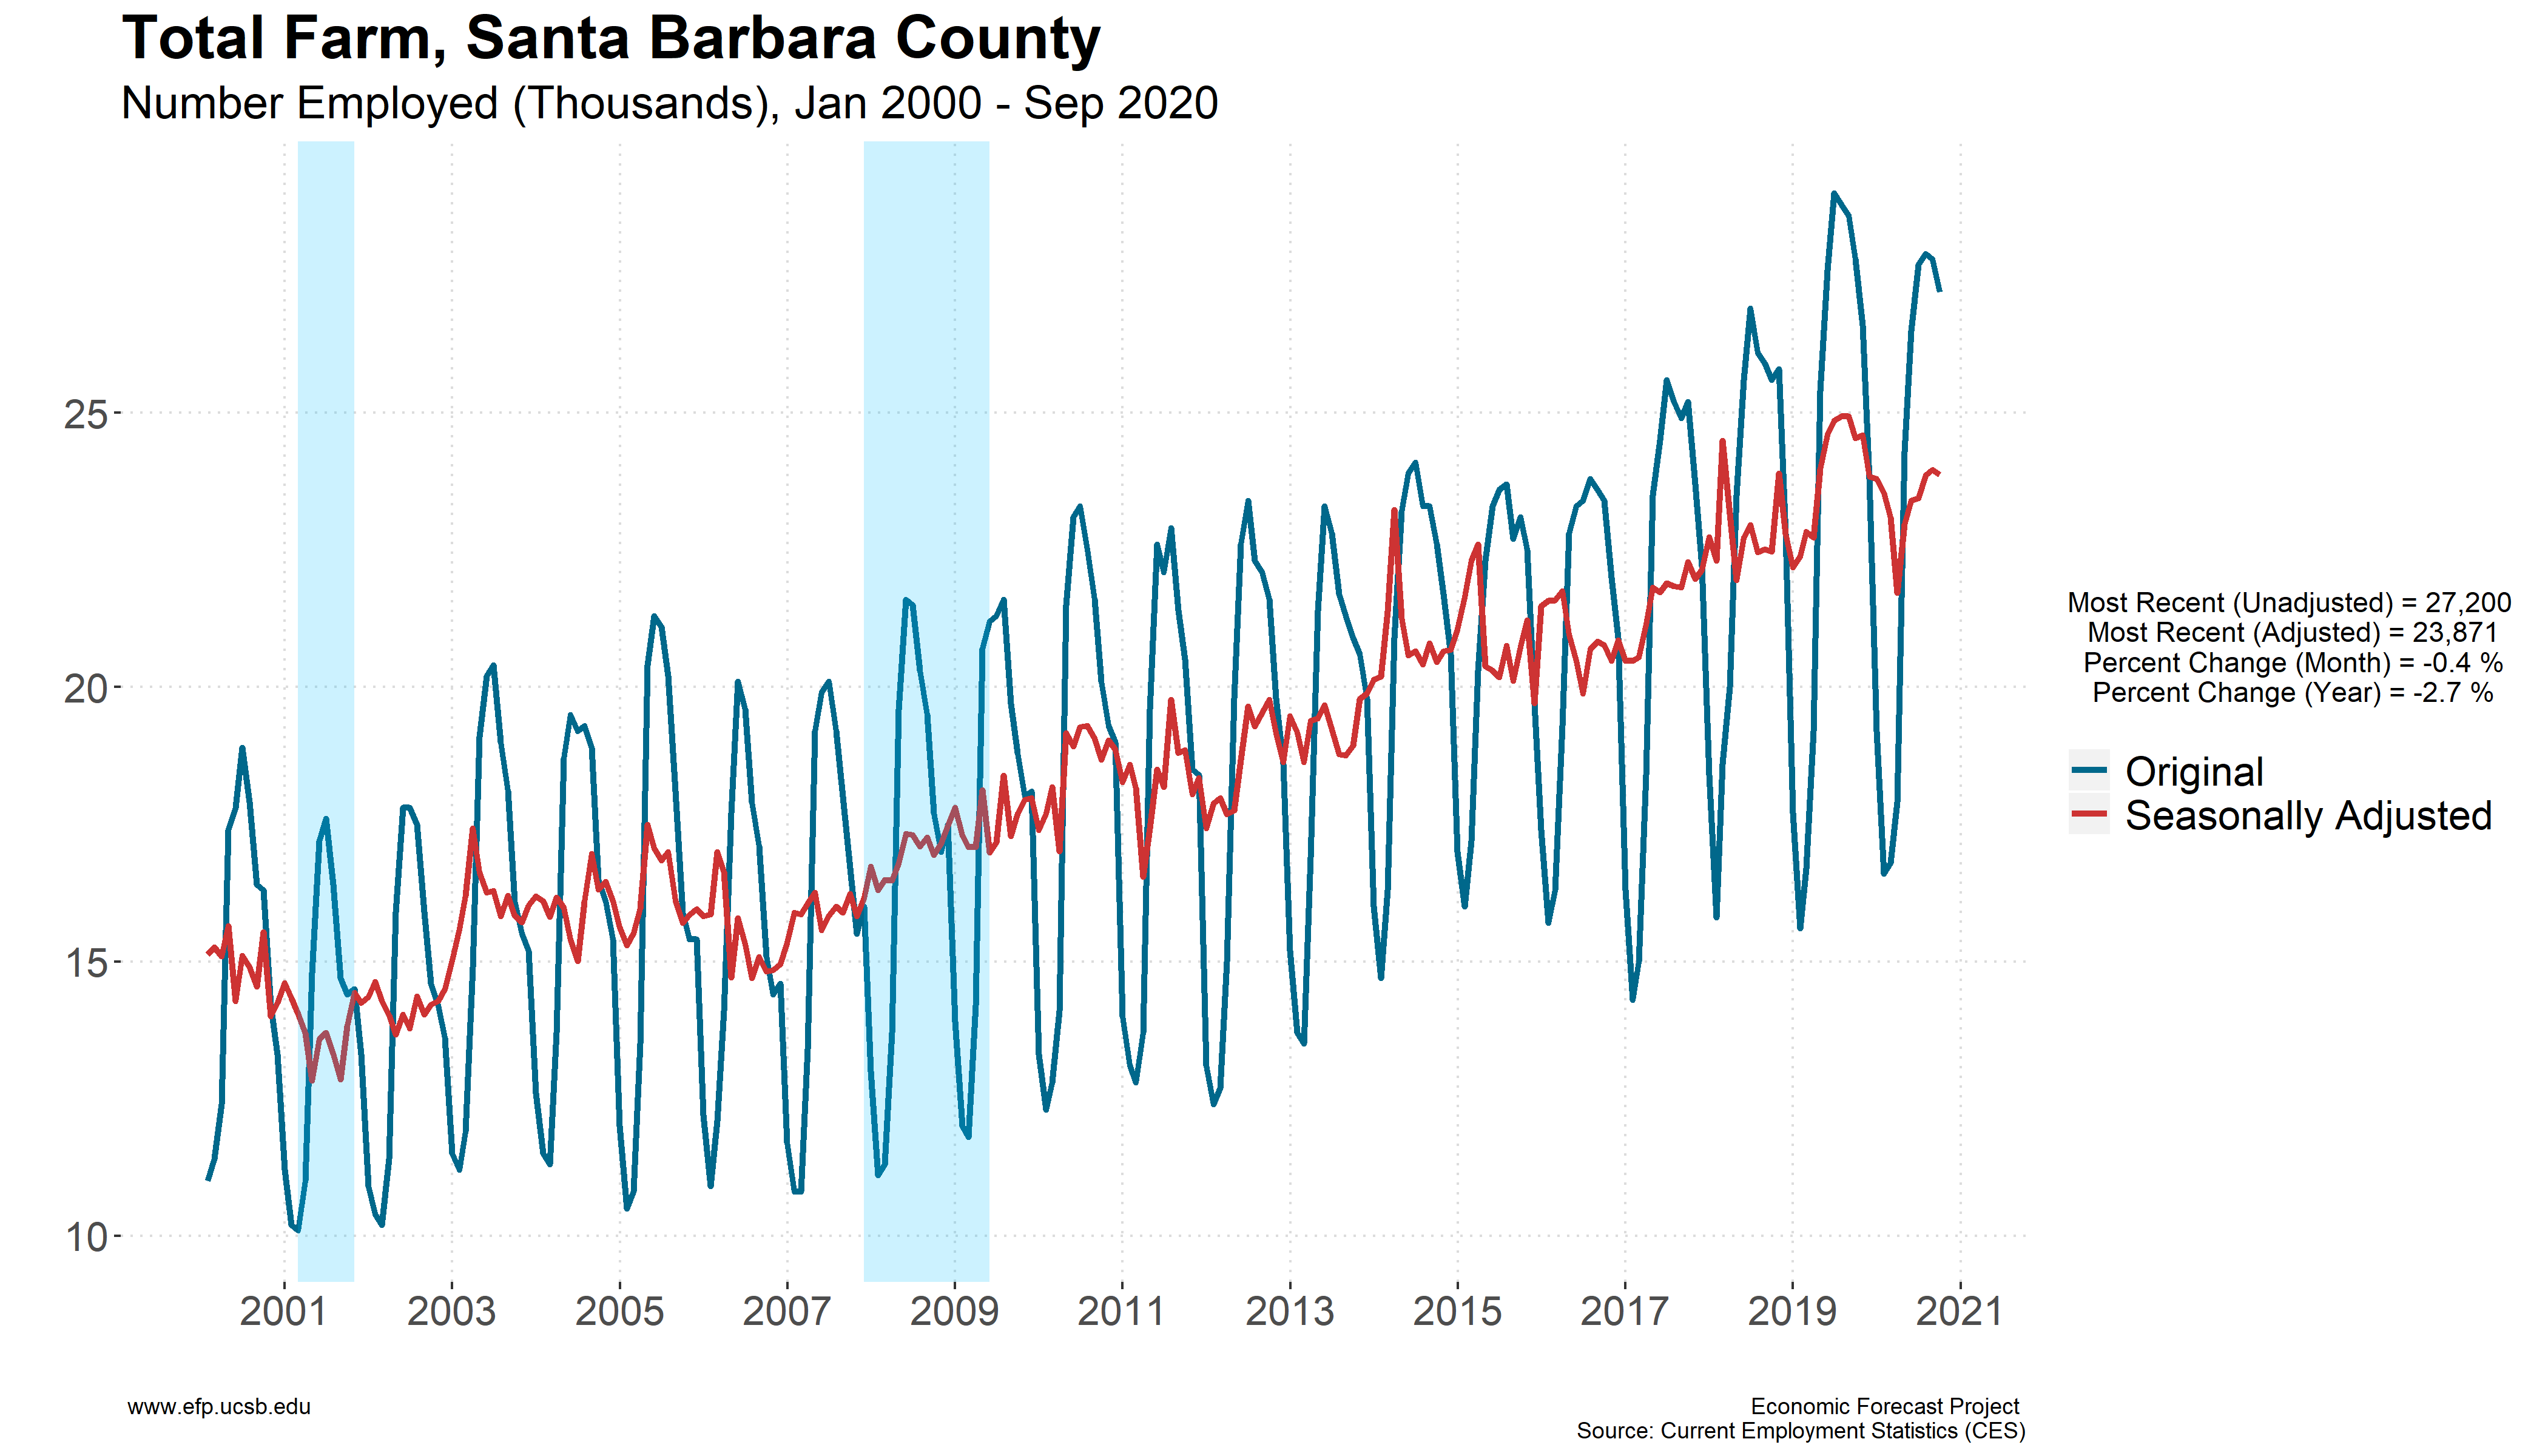 Total Farm, Santa Barbara County
Number Employed (Thousands), Jan 2000 - Sep 2020
25
20
15
10
2001 2003 2005 2007 2009 2011 2013 2015 2017 2019 2021
Most Recent (Unadjusted) = 27,200
Most Recent (Adjusted) = 23,871
Percent Change (Month) = -0.4 %
Percent Change (Year) = -2.7 %
Original
Seasonally Adjusted
www.efp.ucsb.edu
Economic Forecast Project
Source: Current Employment Statistics (CES)